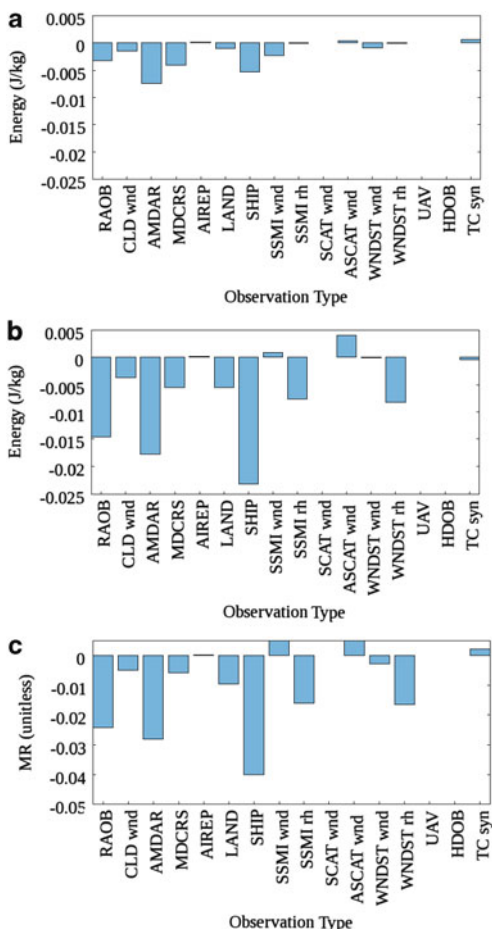 a
0.005
0
-0.005
-0.01
-0.015
-0.02
-0.025
Energy (J/kg)
RAOB
CLD wnd
AMDAR
MDCRS
AIREP
LAND
SHIP
SSMI wnd
SSMI rh
SCAT wnd
ASCAT wnd
WNDST wnd
WNDST rh
UAV
HDOB
TC syn
Observation Type
b
0.005
0
-0.005
-0.01
-0.015
-0.02
-0.025
Energy (J/kg)
RAOB
CLD wnd
AMDAR
MDCRS
AIREP
LAND
SHIP
SSMI wnd
SSMI rh
SCAT wnd
ASCAT wnd
WNDST wnd
WNDST rh
UAV
HDOB
TC syn
Observation Type
c
0
-0.01
-0.02
-0.03
-0.04
-0.05
MR (unitless)
RAOB
CLD wnd
AMDAR
MDCRS
AIREP
LAND
SHIP
SSMI wnd
SSMI rh
SCAT wnd
ASCAT wnd
WNDST wnd
WNDST rh
UAV
HDOB
TC syn
Observation Type